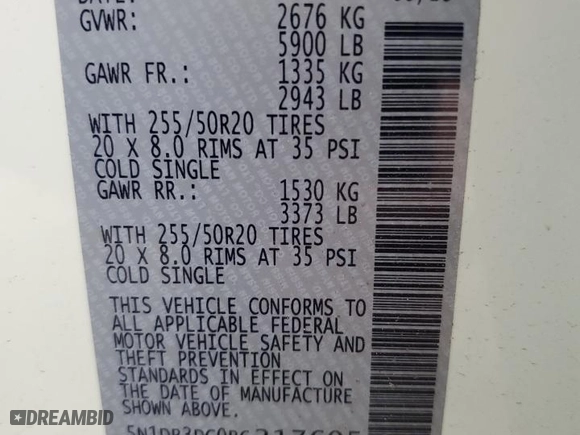 GVWR: 2676 KG
5900 LB
GAWR FR.: 1335 KG
2943 LB
WITH 255/50R20 TIRES
20 X 8.0 RIMS AT 35 PSI
COLD SINGLE
GAWR RR.: 1530 KG
3373 LB
WITH 255/50R20 TIRES
20 X 8.0 RIMS AT 35 PSI
COLD SINGLE
THIS VEHICLE CONFORMS TO
ALL APPLICABLE FEDERAL
MOTOR VEHICLE SAFETY AND
THEFT PREVENTION
STANDARDS IN EFFECT ON
THE DATE OF MANUFACTURE
SHOWN ABOVE.
DREAMBID